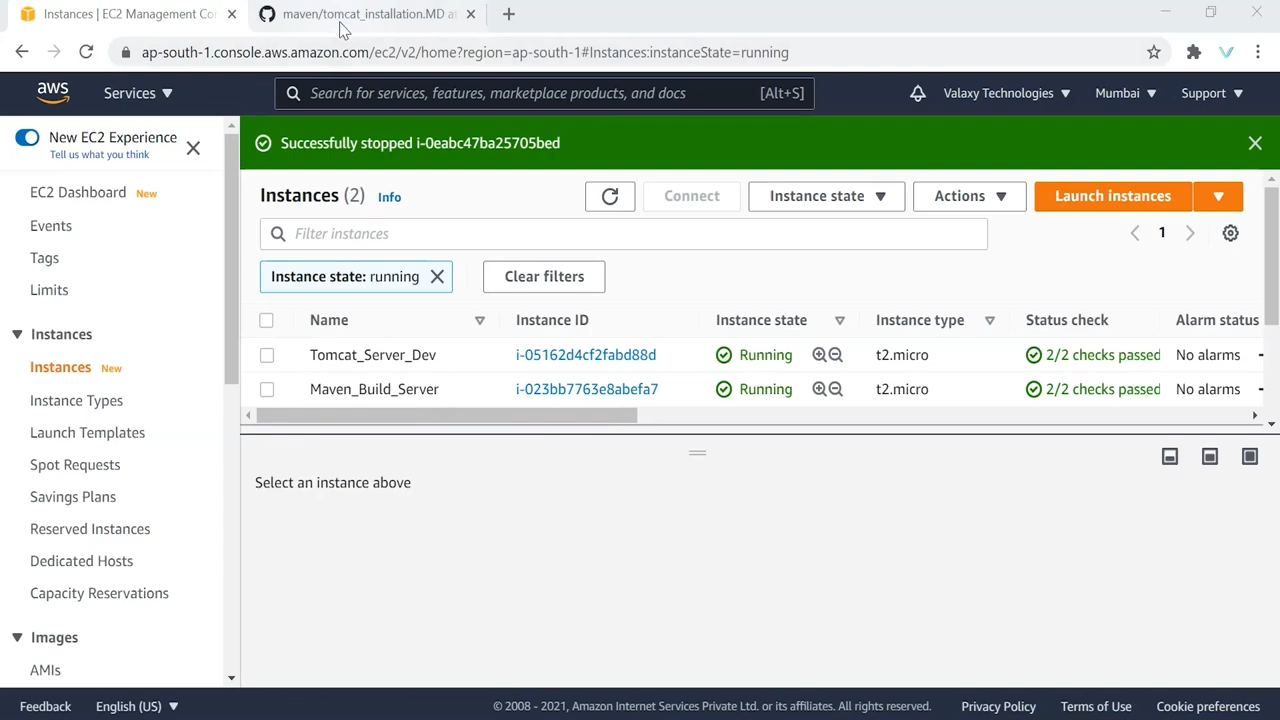 Instances | EC2 Management Co
maven/tomcat_installation.MD at
ap-south-1.console.aws.amazon.com/ec2/v2/home?region=ap-south-1#Instances:instanceState=running
aws
Services
Search for services, features, marketplace products, and docs
[Alt+S]
Valaxy Technologies
Mumbai
Support
New EC2 Experience
Tell us what you think
EC2 Dashboard New
Events
Tags
Limits
Instances
Instances New
Instance Types
Launch Templates
Spot Requests
Savings Plans
Reserved Instances
Dedicated Hosts
Capacity Reservations
Images
AMIs
Successfully stopped i-0eabc47ba25705bed
Instances (2) Info
Connect
Instance state
Actions
Launch instances
Filter instances
1
Instance state: running
Clear filters
Name Instance ID Instance state Instance type Status check Alarm status
Tomcat_Server_Dev i-05162d4cf2fabd88d Running t2.micro 2/2 checks passed No alarms
Maven_Build_Server i-023bb7763e8abefa7 Running t2.micro 2/2 checks passed No alarms
Select an instance above
Feedback English (US) © 2008 - 2021, Amazon Internet Services Private Ltd. or its affiliates. All rights reserved. Privacy Policy Terms of Use Cookie preferences